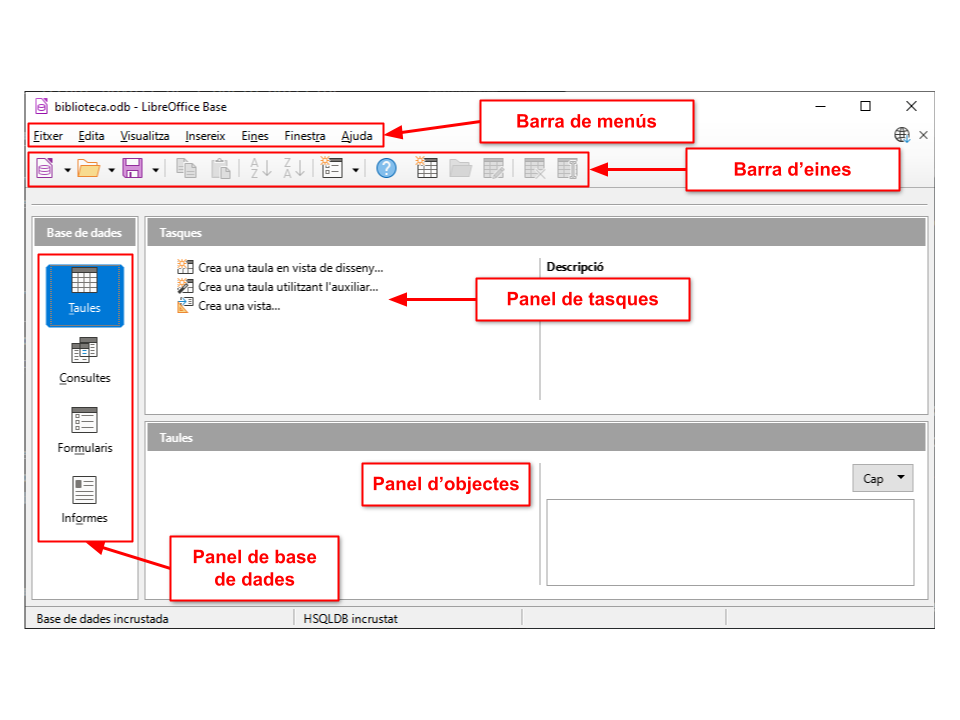 biblioteca.odb - LibreOffice Base
Barra de menús
Fitxer Edita Visualitza Insereix Eines Finestra Ajuda
Barra d'eines
Base de dades
Tasques
Crea una taula en vista de disseny...
Crea una taula utilitzant l'auxiliar...
Crea una vista...
Descripció
Panel de tasques
Taules
Consultes
Formularis
Informes
Taules
Panel d'objectes
Cap
Panel de base
de dades
Base de dades incrustada
HSQLDB incrustat